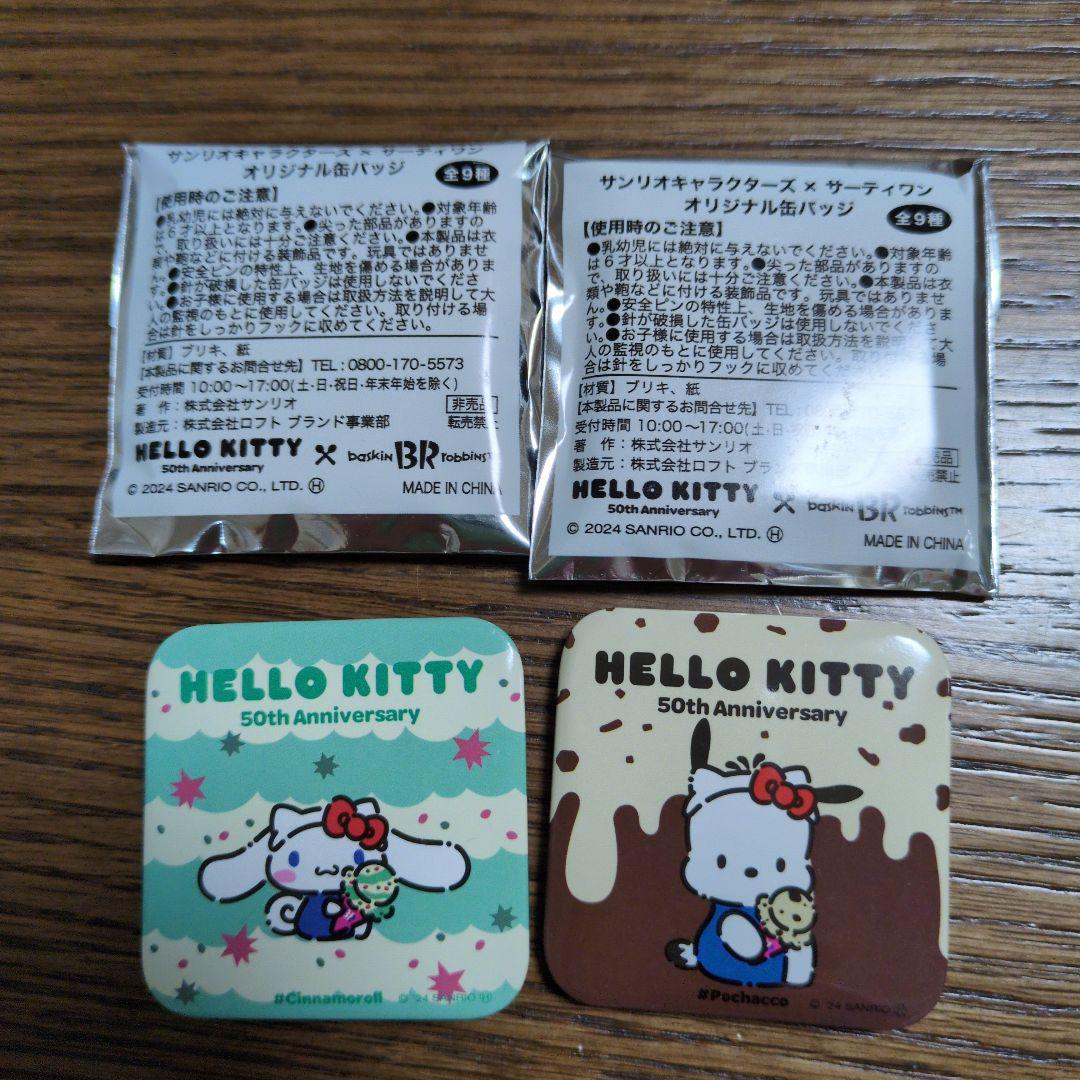 サンリオキャラクターズ × サーティワン
オリジナル缶バッジ
全9種
【使用時のご注意】
●乳幼児には絶対に与えないでください。●対象年齢
は6才以上となります。●尖った部品がありますの
で、取り扱いには十分ご注意ください。●本製品は衣
類や鞄などに付ける装飾品です。玩具ではありませ
●安全ピンの特性上、生地を傷める場合がありま
●針が破損した缶バッジは使用しないでくださ
●お子様に使用する場合は取扱方法を説明して大
の監視のもとに使用してください。取り付ける場
合は針をしっかりフックに収めてください。
【材質】ブリキ、紙
【本製品に関するお問合せ先】TEL:0800-170-5573
受付時間 10:00～17:00(土・日・祝日・年末年始を除く)
著　作：株式会社サンリオ
非売品
製造元：株式会社ロフト ブランド事業部
転売禁止
HELLO KITTY
50th Anniversary
×
baskin BR robbins™
© 2024 SANRIO CO., LTD. Ⓗ
MADE IN CHINA
サンリオキャラクターズ × サーティワン
オリジナル缶バッジ
全9種
【使用時のご注意】
●乳幼児には絶対に与えないでください。●対象年齢
は6才以上となります。●尖った部品がありますの
で、取り扱いには十分ご注意ください。●本製品は衣
類や鞄などに付ける装飾品です。玩具ではありませ
ん。●安全ピンの特性上、生地を傷める場合がありま
す。●針が破損した缶バッジは使用しないでくださ
い。●お子様に使用する場合は取扱方法を説明して大
人の監視のもとに使用してください。取り
合は針をしっかりフックに収めてください。
【材質】ブリキ、紙
【本製品に関するお問合せ先】TEL:
受付時間 10:00～17:00(土・日・祝
著　作：株式会社サンリオ
製造元：株式会社ロフト ブラン
禁止
HELLO KITTY
50th Anniversary
×
baskin BR robbins™
© 2024 SANRIO CO., LTD. Ⓗ
MADE IN CHINA
HELLO KITTY
50th Anniversary
#Cinnamoroll
© '24 SANRIO Ⓗ
HELLO KITTY
50th Anniversary
#Pochacco
© '24 SANRIO Ⓗ